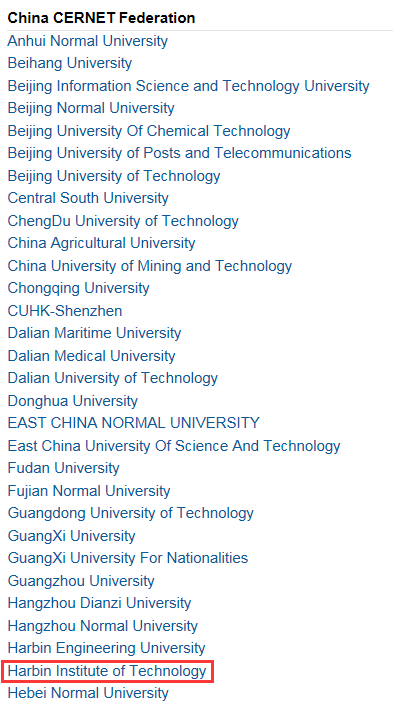 China CERNET Federation
Anhui Normal University
Beihang University
Beijing Information Science and Technology University
Beijing Normal University
Beijing University Of Chemical Technology
Beijing University of Posts and Telecommunications
Beijing University of Technology
Central South University
ChengDu University of Technology
China Agricultural University
China University of Mining and Technology
Chongqing University
CUHK-Shenzhen
Dalian Maritime University
Dalian Medical University
Dalian University of Technology
Donghua University
EAST CHINA NORMAL UNIVERSITY
East China University Of Science And Technology
Fudan University
Fujian Normal University
Guangdong University of Technology
GuangXi University
GuangXi University For Nationalities
Guangzhou University
Hangzhou Dianzi University
Hangzhou Normal University
Harbin Engineering University
Harbin Institute of Technology
Hebei Normal University